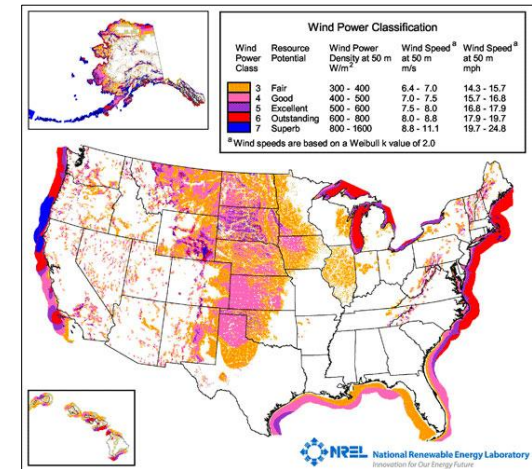 Wind Power Classification
Wind Power Class Resource Potential Wind Power Density at 50 m W/m² Wind Speed a at 50 m m/s Wind Speed a at 50 m mph
3 Fair 300 - 400 6.4 - 7.0 14.3 - 15.7
4 Good 400 - 500 7.0 - 7.5 15.7 - 16.8
5 Excellent 500 - 600 7.5 - 8.0 16.8 - 17.9
6 Outstanding 600 - 800 8.0 - 8.8 17.9 - 19.7
7 Superb 800 - 1600 8.8 - 11.1 19.7 - 24.8
a Wind speeds are based on a Weibull k value of 2.0
NREL National Renewable Energy Laboratory
Innovation for Our Energy Future